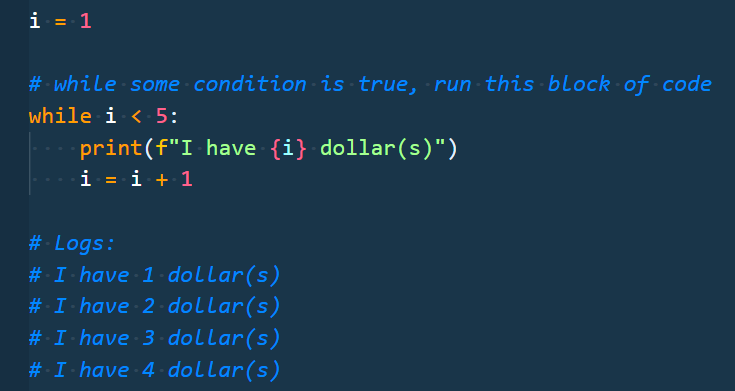 i = 1
# while some condition is true, run this block of code
while i < 5:
    print(f"I have {i} dollar(s)")
    i = i + 1
# Logs:
# I have 1 dollar(s)
# I have 2 dollar(s)
# I have 3 dollar(s)
# I have 4 dollar(s)